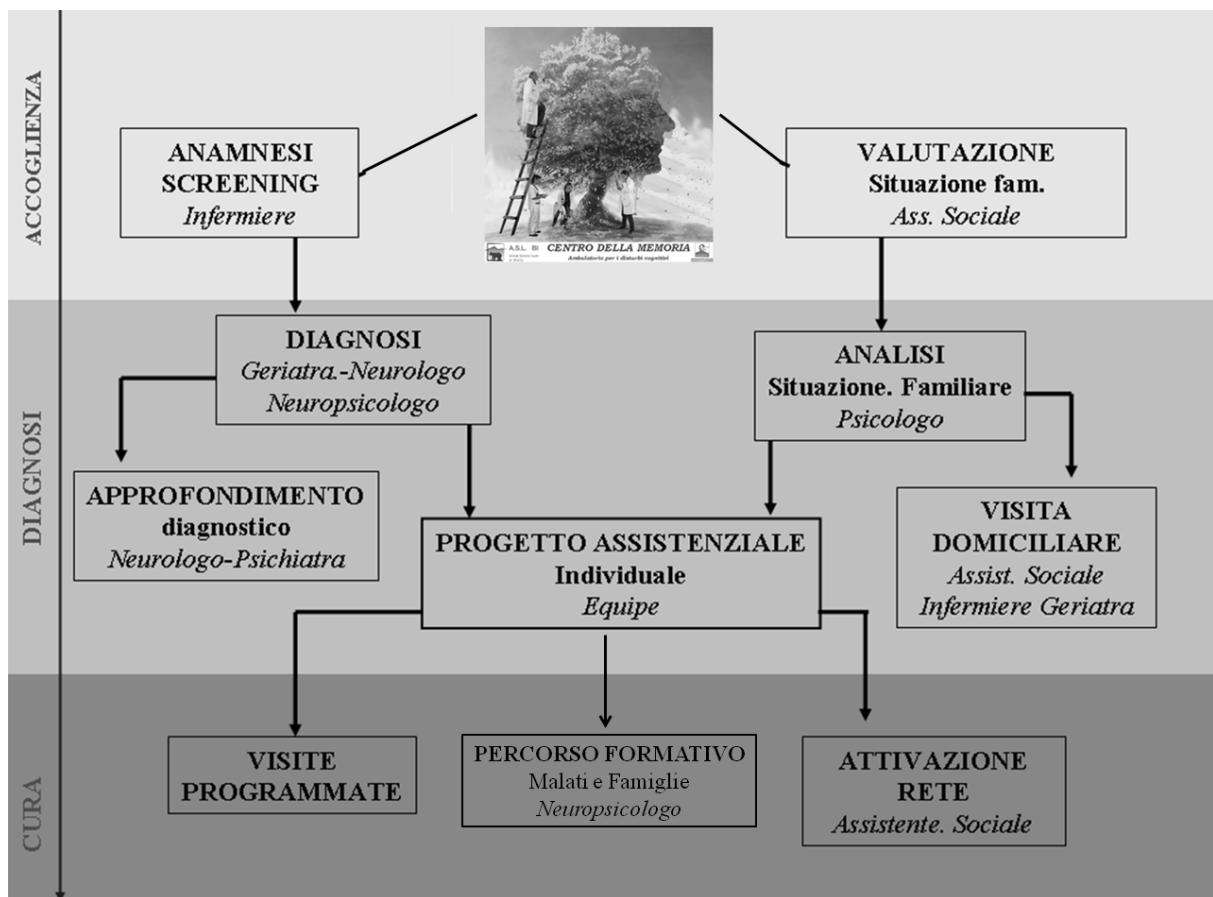 ACCOGLIENZA
ANAMNESI
SCREENING
Infermiere
A.S.L. BI
CENTRO DELLA MEMORIA
Ambulatorio per i disturbi cognitivi
VALUTAZIONE
Situazione fam.
Ass. Sociale
DIAGNOSI
DIAGNOSI
Geriatra.-Neurologo
Neuropsicologo
ANALISI
Situazione. Familiare
Psicologo
APPROFONDIMENTO
diagnostico
Neurologo-Psichiatra
PROGETTO ASSISTENZIALE
Individuale
Equipe
VISITA
DOMICILIARE
Assist. Sociale
Infermiere Geriatra
CURA
VISITE
PROGRAMMATE
PERCORSO FORMATIVO
Malati e Famiglie
Neuropsicologo
ATTIVAZIONE
RETE
Assistente. Sociale